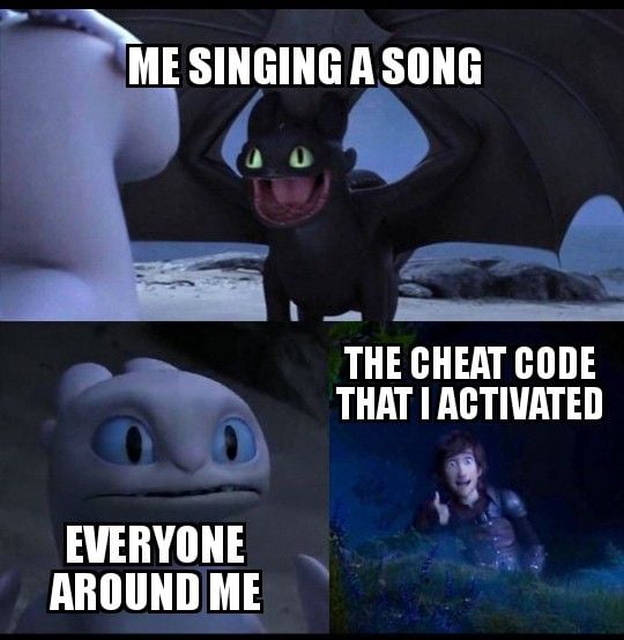 ME SINGING A SONG
EVERYONE
AROUND ME
THE CHEAT CODE
THAT I ACTIVATED